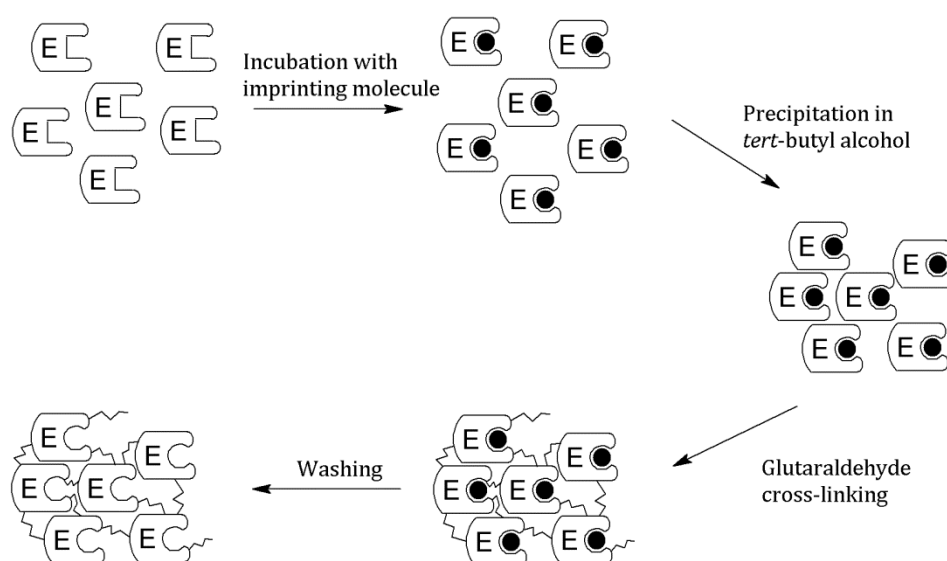 E E
E
E E
E
Incubation with
imprinting molecule
E E
E
E E
E
Precipitation in
tert-butyl alcohol
E E
E E
E E
Glutaraldehyde
cross-linking
E E
E E
E E
Washing
E E
E E
E E